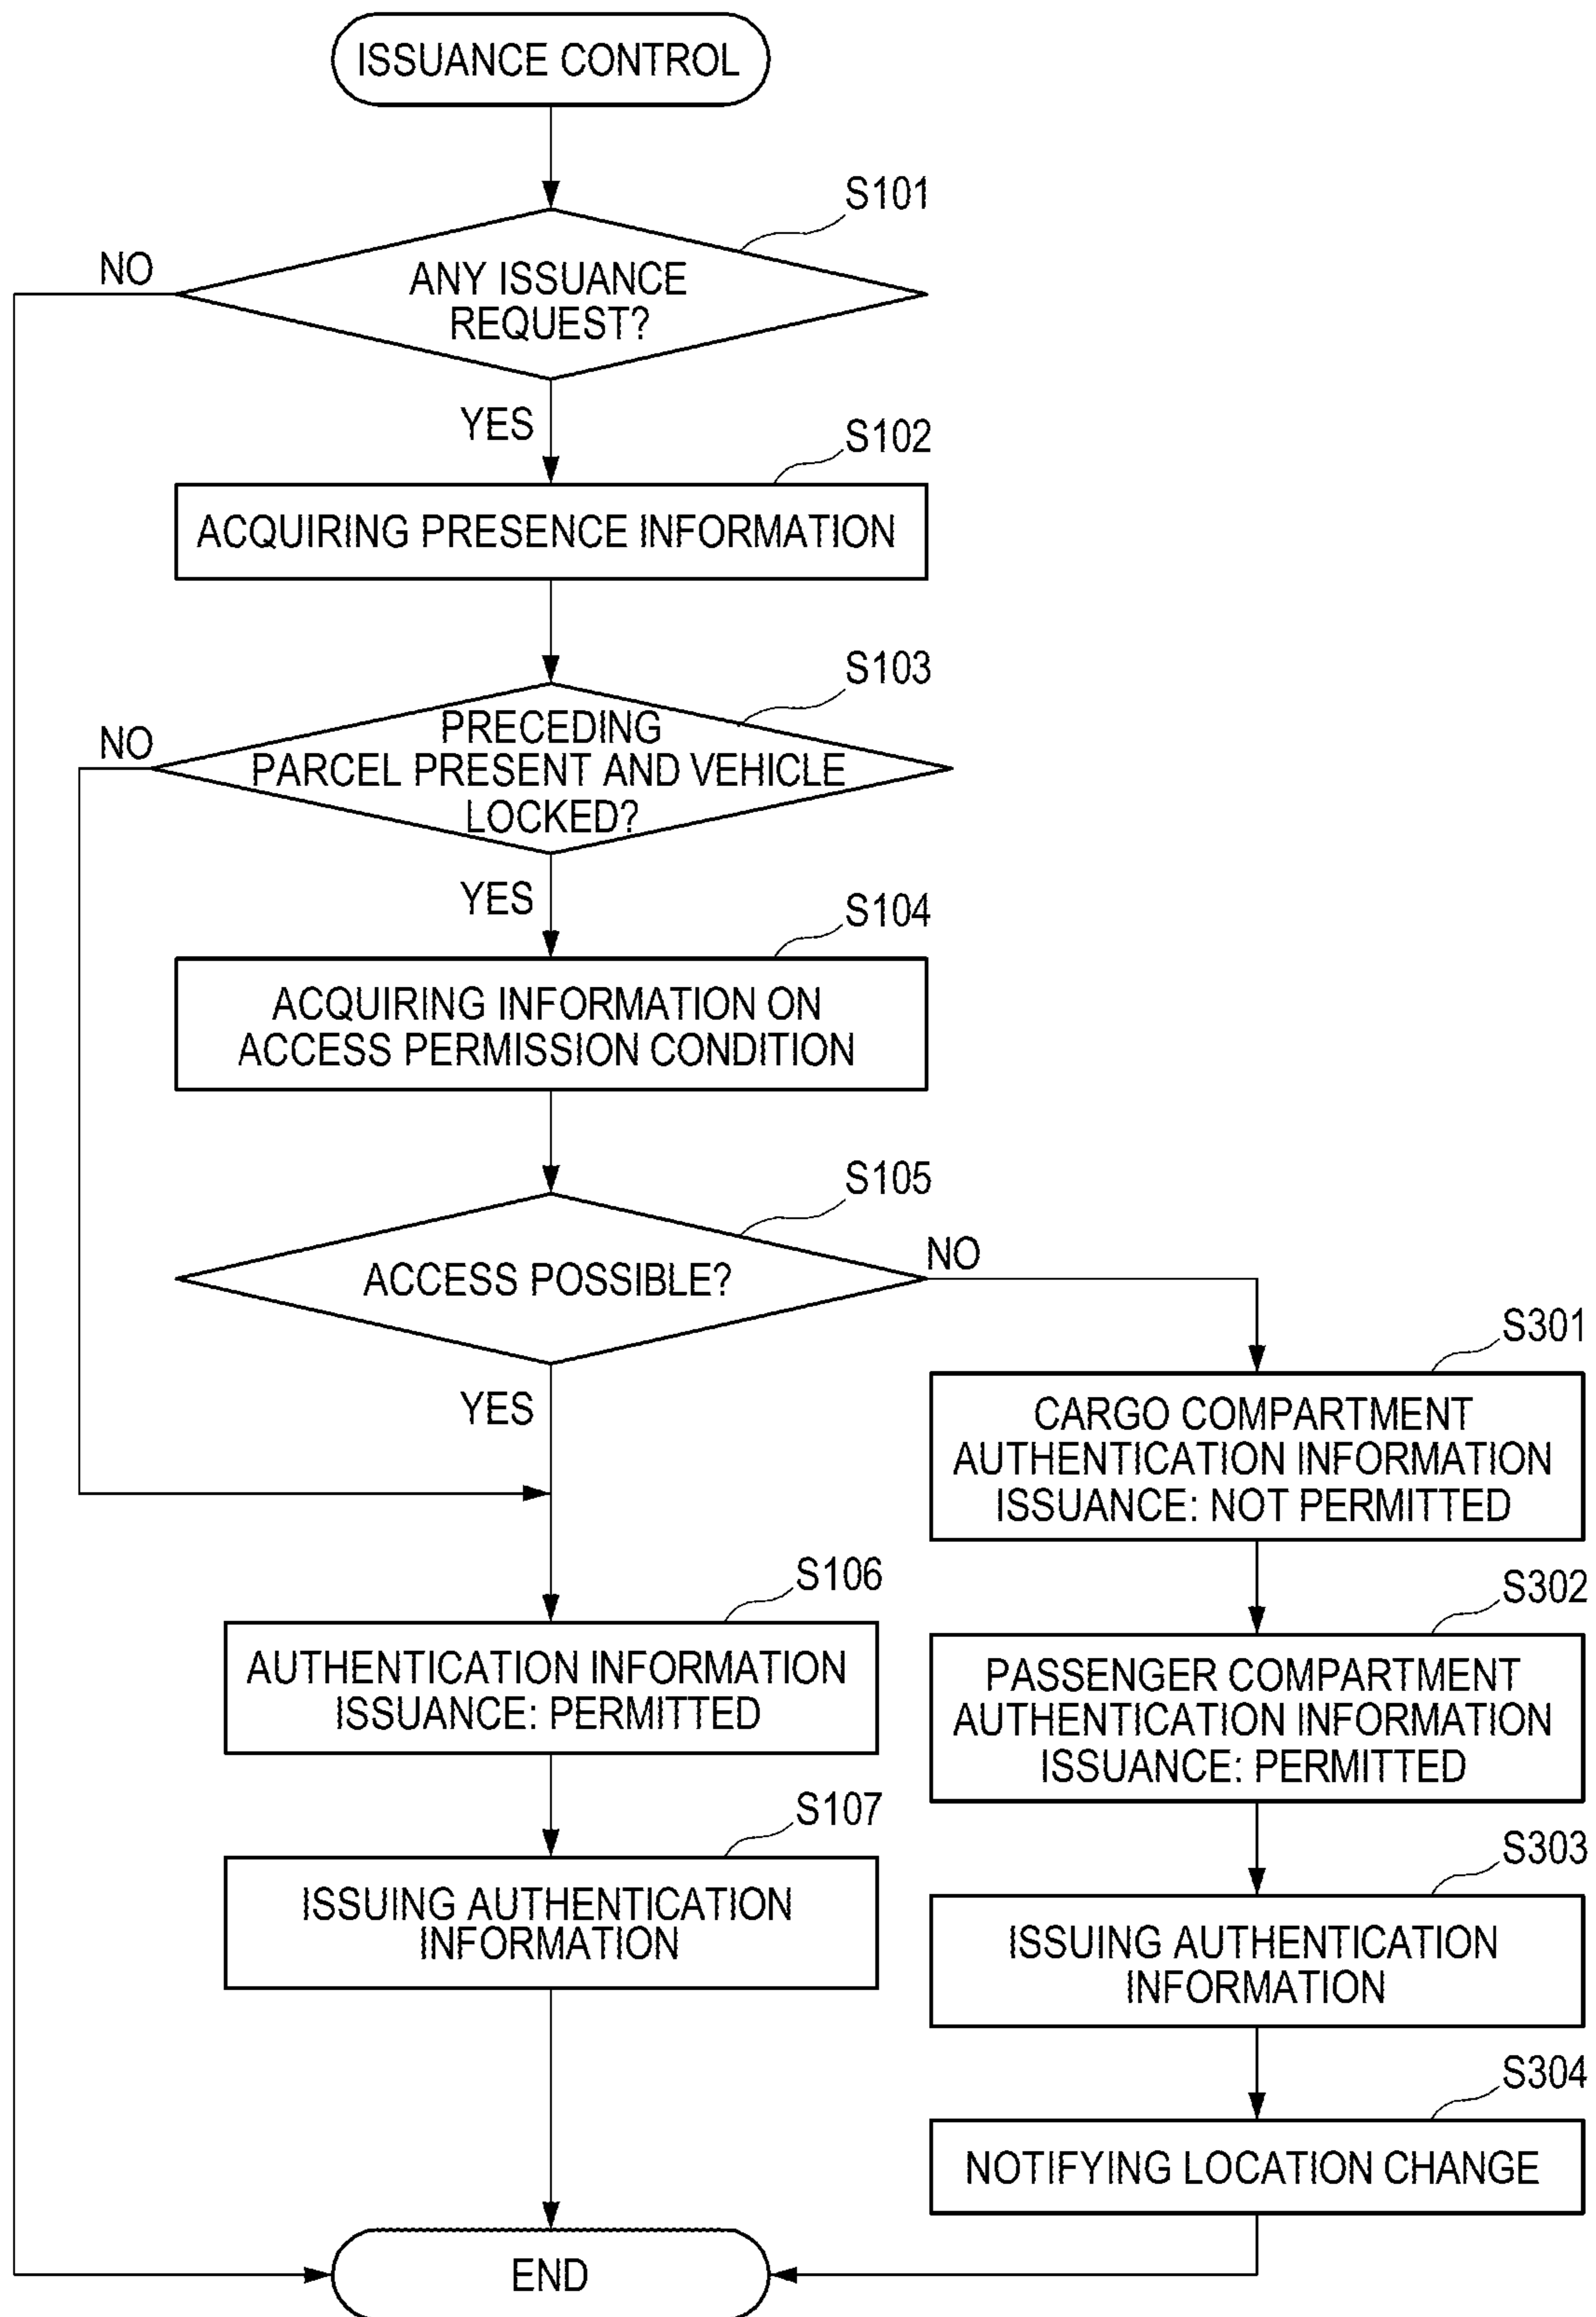 ISSUANCE CONTROL
S101
NO
ANY ISSUANCE
REQUEST?
YES
S102
ACQUIRING PRESENCE INFORMATION
S103
NO
PRECEDING
PARCEL PRESENT AND VEHICLE
LOCKED?
YES
S104
ACQUIRING INFORMATION ON
ACCESS PERMISSION CONDITION
S105
ACCESS POSSIBLE?
NO
YES
S301
CARGO COMPARTMENT
AUTHENTICATION INFORMATION
ISSUANCE: NOT PERMITTED
S106
AUTHENTICATION INFORMATION
ISSUANCE: PERMITTED
S302
PASSENGER COMPARTMENT
AUTHENTICATION INFORMATION
ISSUANCE: PERMITTED
S107
ISSUING AUTHENTICATION
INFORMATION
S303
ISSUING AUTHENTICATION
INFORMATION
S304
NOTIFYING LOCATION CHANGE
END